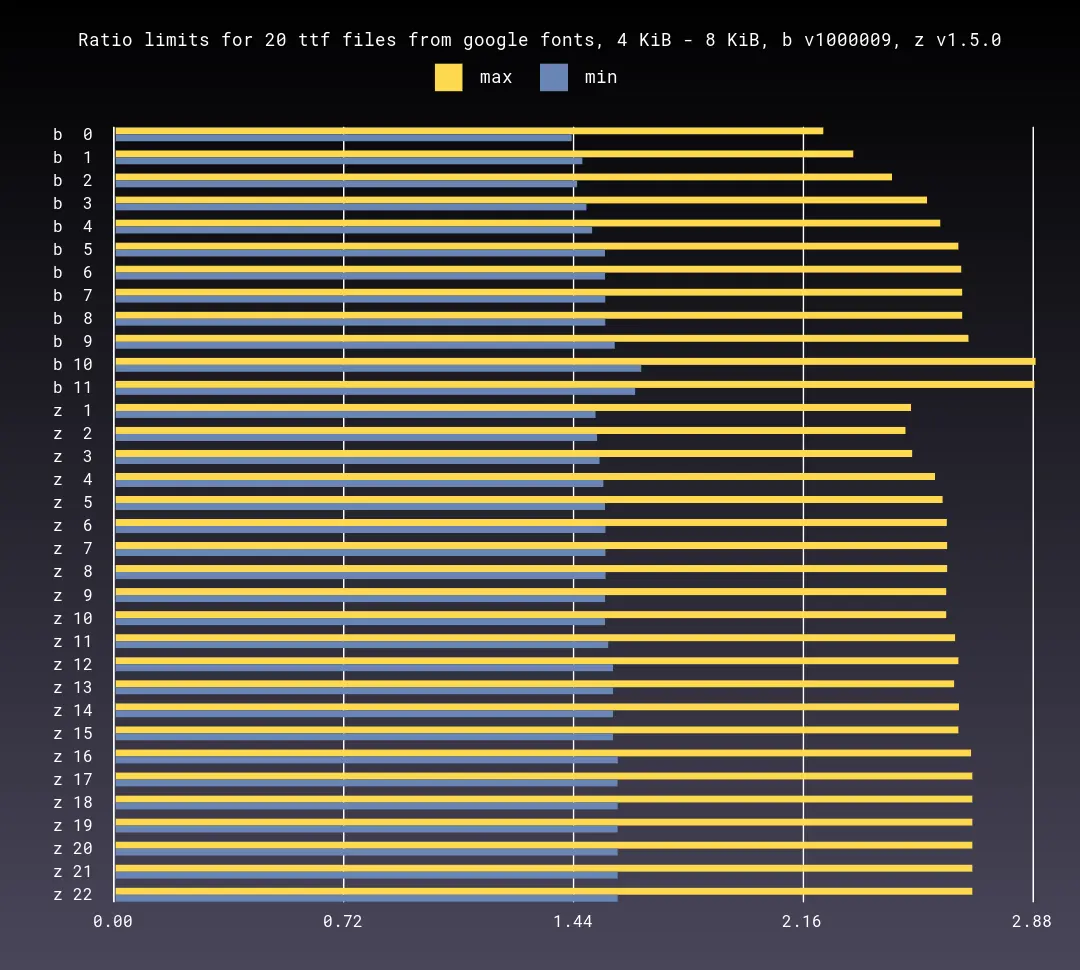 Ratio limits for 20 ttf files from google fonts, 4 KiB - 8 KiB, b v1000009, z v1.5.0
max min
b 0
b 1
b 2
b 3
b 4
b 5
b 6
b 7
b 8
b 9
b 10
b 11
z 1
z 2
z 3
z 4
z 5
z 6
z 7
z 8
z 9
z 10
z 11
z 12
z 13
z 14
z 15
z 16
z 17
z 18
z 19
z 20
z 21
z 22
0.00 0.72 1.44 2.16 2.88